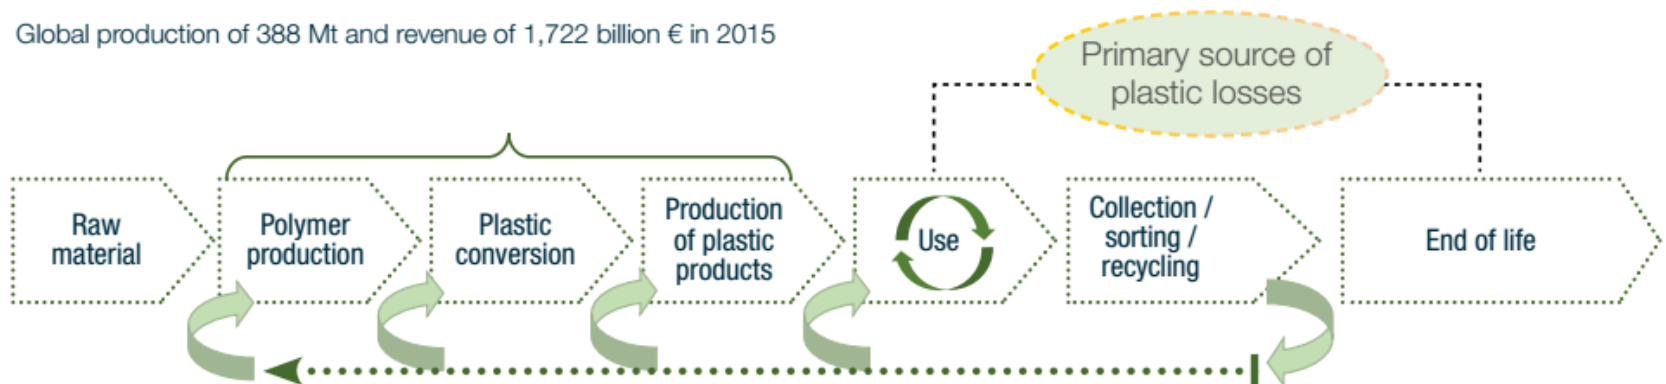 Global production of 388 Mt and revenue of 1,722 billion € in 2015
Primary source of
plastic losses
Raw
material
Polymer
production
Plastic
conversion
Production
of plastic
products
Use
Collection /
sorting /
recycling
End of life